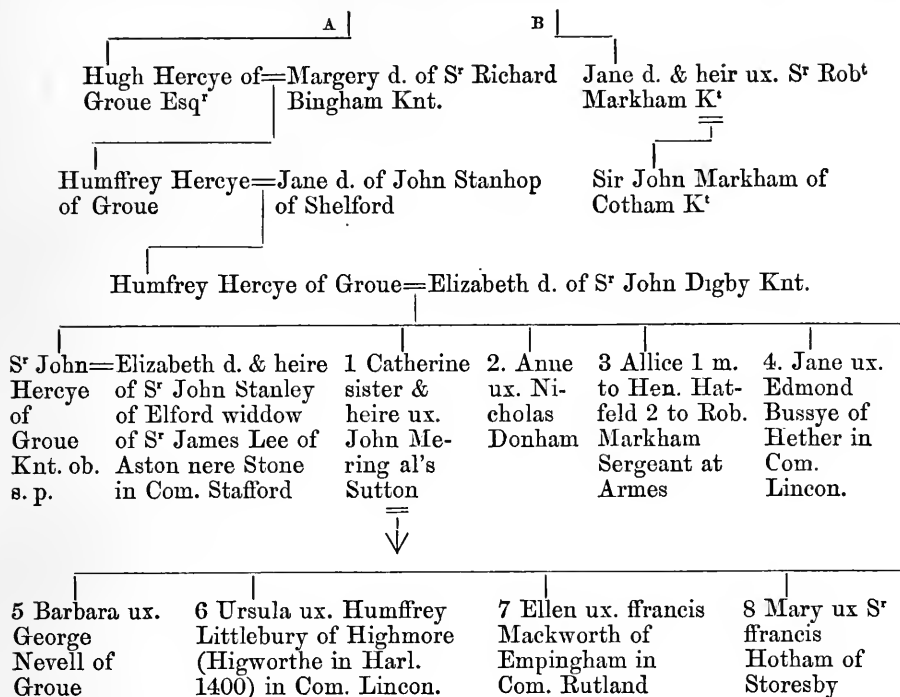 A B
Hugh Hercye of=Margery d. of Sʳ Richard
Groue Esqʳ Bingham Knt.
Jane d. & heir ux. Sʳ Robᵗ
Markham Kᵗ
Humffrey Hercye=Jane d. of John Stanhop
of Groue of Shelford
Sir John Markham of
Cotham Kᵗ
Humfrey Hercye of Groue=Elizabeth d. of Sʳ John Digby Knt.
Sʳ John=
Hercye
of
Groue
Knt. ob.
s. p.
Elizabeth d. & heire
of Sʳ John Stanley
of Elford widdow
of Sʳ James Lee of
Aston nere Stone
in Com. Stafford
1 Catherine
sister &
heire ux.
John Me-
ring al's
Sutton
2. Anne
ux. Ni-
cholas
Donham
3 Allice 1 m.
to Hen. Hat-
feld 2 to Rob.
Markham
Sergeant at
Armes
4. Jane ux.
Edmond
Bussye of
Hether in
Com.
Lincon.
5 Barbara ux.
George
Nevell of
Groue
6 Ursula ux. Humffrey
Littlebury of Highmore
(Higworthe in Harl.
1400) in Com. Lincon.
7 Ellen ux. ffrancis
Mackworth of
Empingham in
Com. Rutland
8 Mary ux Sʳ
ffrancis
Hotham of
Storesby